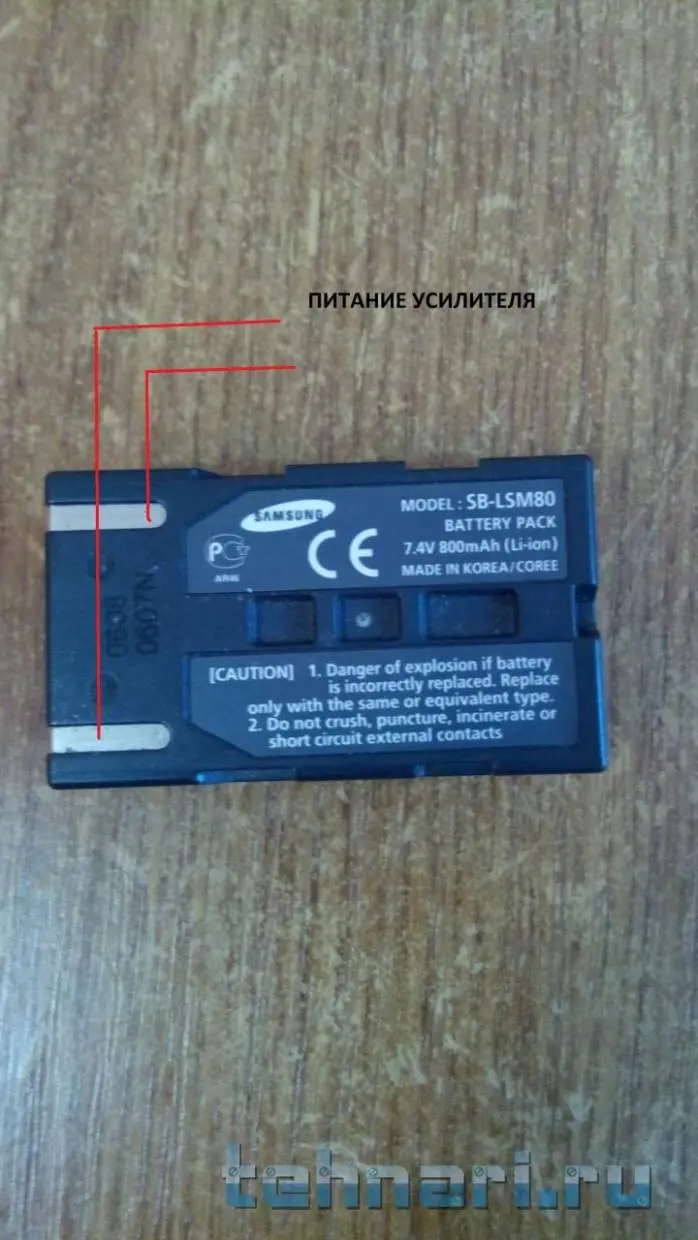 ПИТАНИЕ УСИЛИТЕЛЯ
SAMSUNG
MODEL : SB-LSM80
BATTERY PACK
7.4V 800mAh (Li-ion)
MADE IN KOREA/COREE
CE
РСТ
0607N
[CAUTION] 1. Danger of explosion if battery
is incorrectly replaced. Replace
only with the same or equivalent type.
2. Do not crush, puncture, incinerate or
short circuit external contacts
tehnari.ru